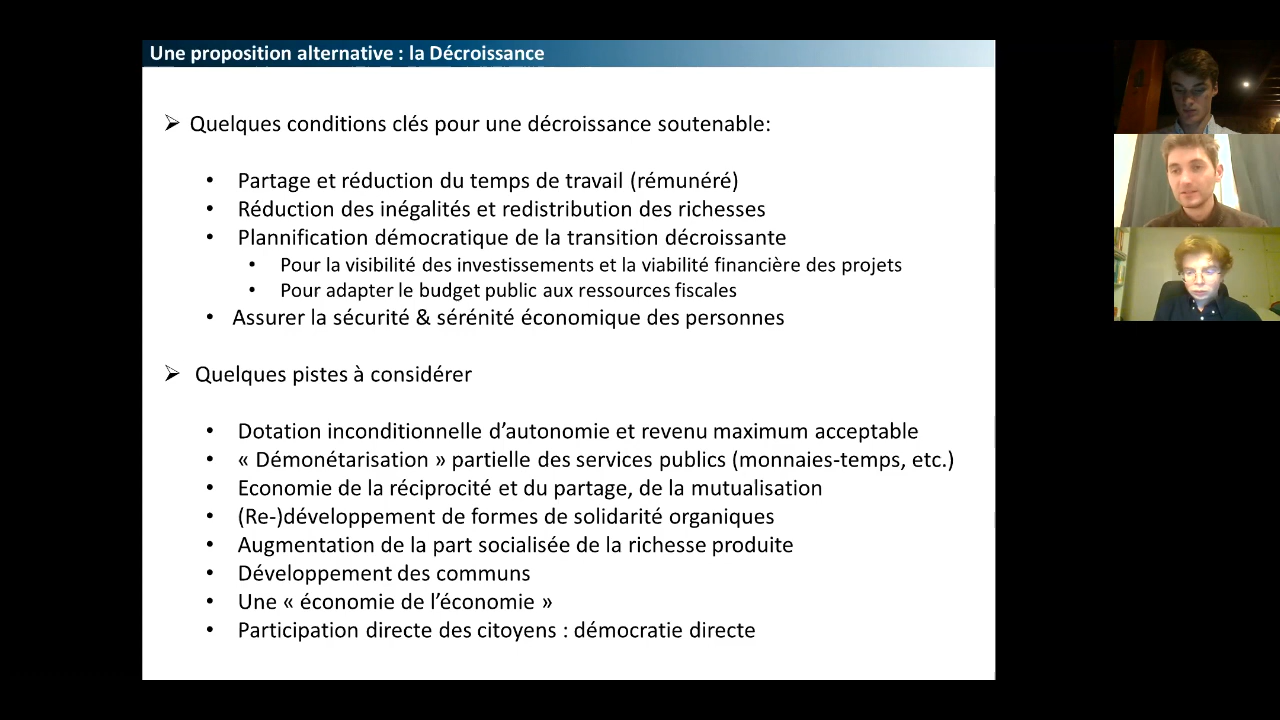 Une proposition alternative : la Décroissance
➢ Quelques conditions clés pour une décroissance soutenable:
• Partage et réduction du temps de travail (rémunéré)
• Réduction des inégalités et redistribution des richesses
• Plannification démocratique de la transition décroissante
• Pour la visibilité des investissements et la viabilité financière des projets
• Pour adapter le budget public aux ressources fiscales
• Assurer la sécurité & sérénité économique des personnes
➢ Quelques pistes à considérer
• Dotation inconditionnelle d’autonomie et revenu maximum acceptable
• « Démonétarisation » partielle des services publics (monnaies-temps, etc.)
• Economie de la réciprocité et du partage, de la mutualisation
• (Re-)développement de formes de solidarité organiques
• Augmentation de la part socialisée de la richesse produite
• Développement des communs
• Une « économie de l’économie »
• Participation directe des citoyens : démocratie directe